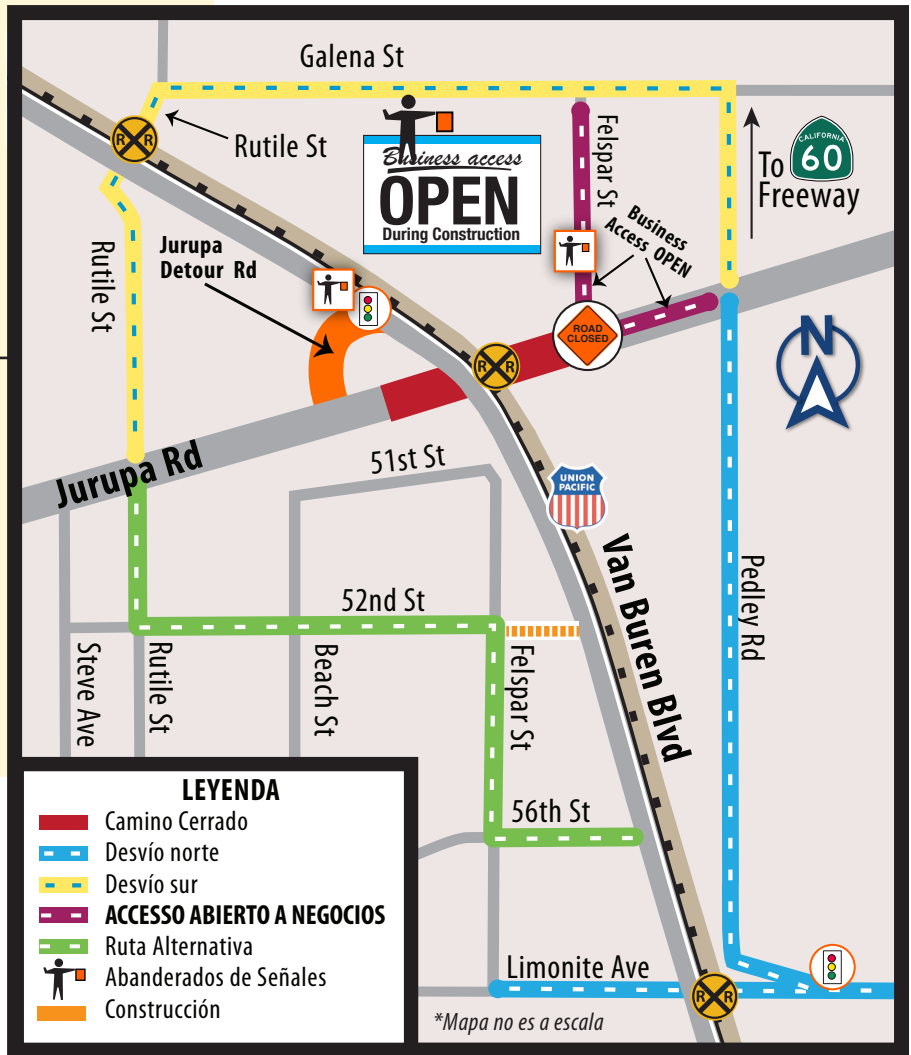 Galena St
Rutile St
Business access
OPEN
During Construction
Felspar St
To
Freeway
CALIFORNIA
60
R R
Rutile St
Jurupa
Detour Rd
Business
Access OPEN
ROAD
CLOSED
R R
N
Jurupa Rd
51st St
UNION
PACIFIC
Van Buren Blvd
Pedley Rd
52nd St
Steve Ave
Rutile St
Beach St
Felspar St
56th St
Limonite Ave
R R
*Mapa no es a escala
LEYENDA
Camino Cerrado
Desvío norte
Desvío sur
ACCESSO ABIERTO A NEGOCIOS
Ruta Alternativa
Abanderados de Señales
Construcción